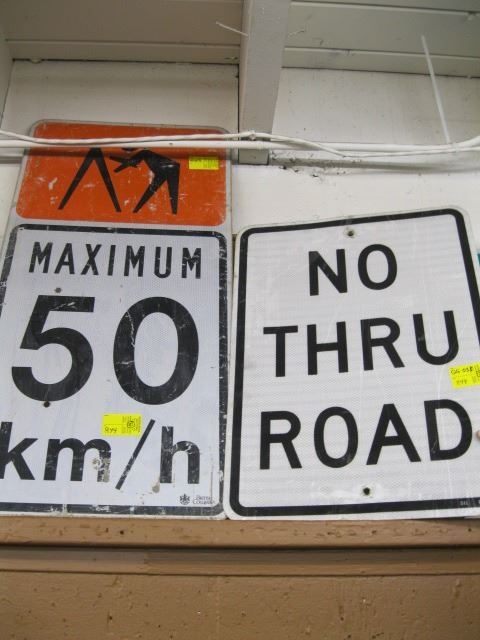 MAXIMUM
50
km/h
NO
THRU
ROAD